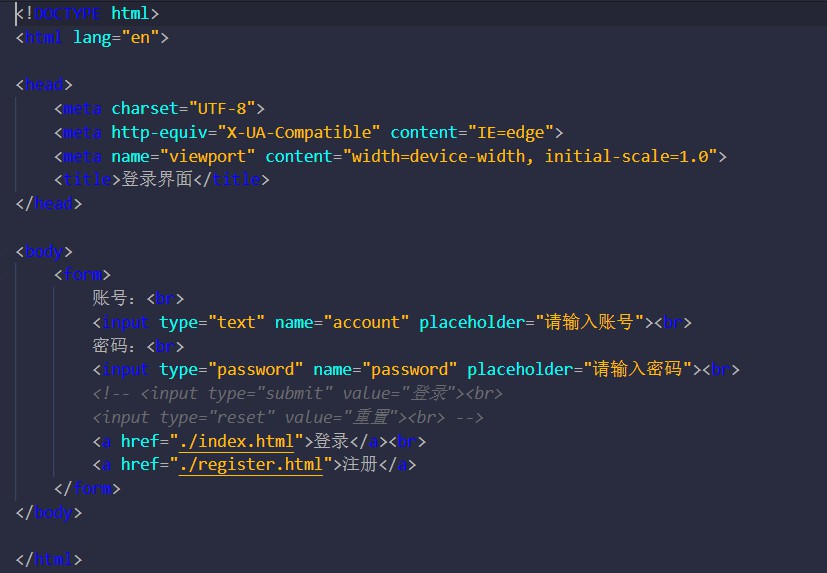 <!DOCTYPE html>
<html lang="en">
<head>
<meta charset="UTF-8">
<meta http-equiv="X-UA-Compatible" content="IE=edge">
<meta name="viewport" content="width=device-width, initial-scale=1.0">
<title>登录界面</title>
</head>
<body>
<form>
账号：<br>
<input type="text" name="account" placeholder="请输入账号"><br>
密码：<br>
<input type="password" name="password" placeholder="请输入密码"><br>
<!-- <input type="submit" value="登录"><br>
<input type="reset" value="重置"><br> -->
<a href="./index.html">登录</a><br>
<a href="./register.html">注册</a>
</form>
</body>
</html>